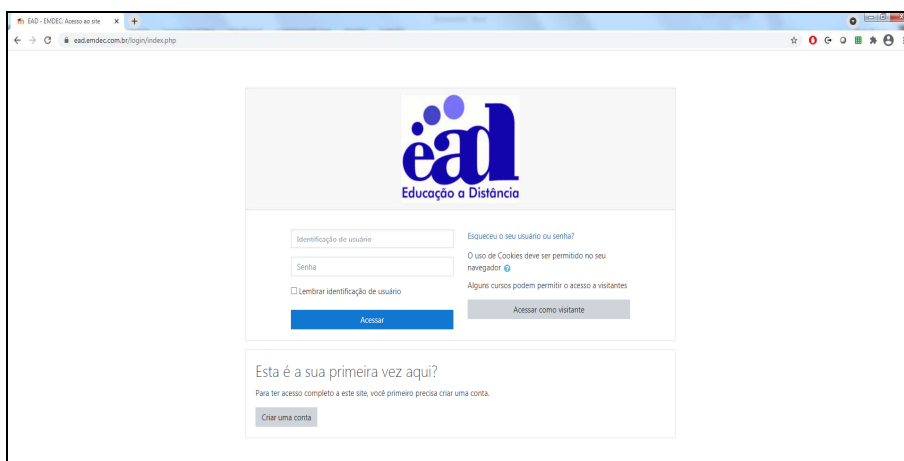 EAD - EMDEC: Acesso ao site
ead.emdec.com.br/login/index.php
ead
Educação a Distância
Identificação de usuário
Esqueceu o seu usuário ou senha?
O uso de Cookies deve ser permitido no seu
navegador
Senha
Alguns cursos podem permitir o acesso a visitantes
Lembrar identificação de usuário
Acessar como visitante
Acessar
Esta é a sua primeira vez aqui?
Para ter acesso completo a este site, você primeiro precisa criar uma conta.
Criar uma conta